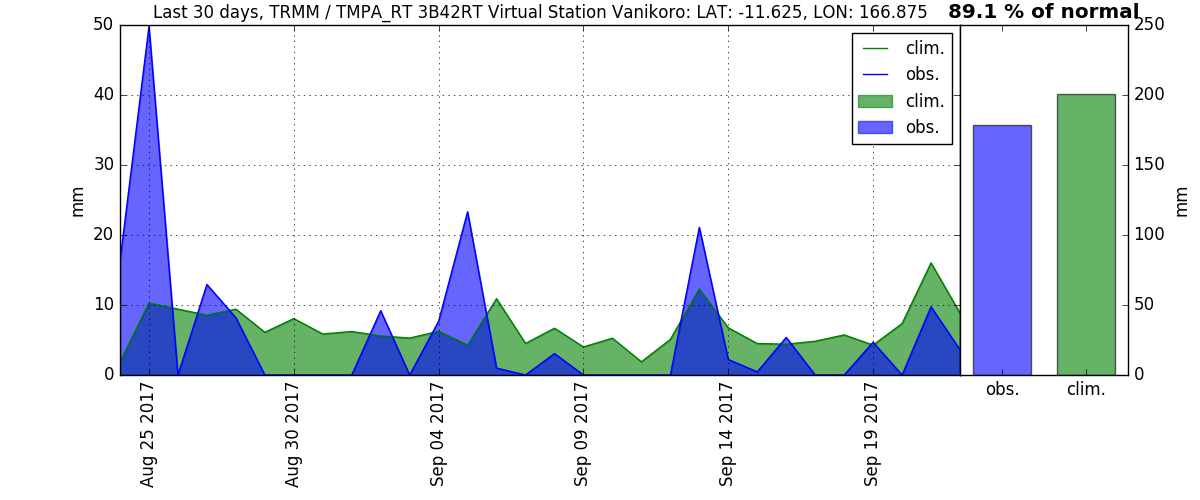 Last 30 days, TRMM / TMPA_RT 3B42RT Virtual Station Vanikoro: LAT: -11.625, LON: 166.875
89.1 % of normal
50
40
30
20
10
0
mm
clim.
obs.
clim.
obs.
250
200
150
100
50
0
mm
Aug 25 2017
Aug 30 2017
Sep 04 2017
Sep 09 2017
Sep 14 2017
Sep 19 2017
obs.
clim.